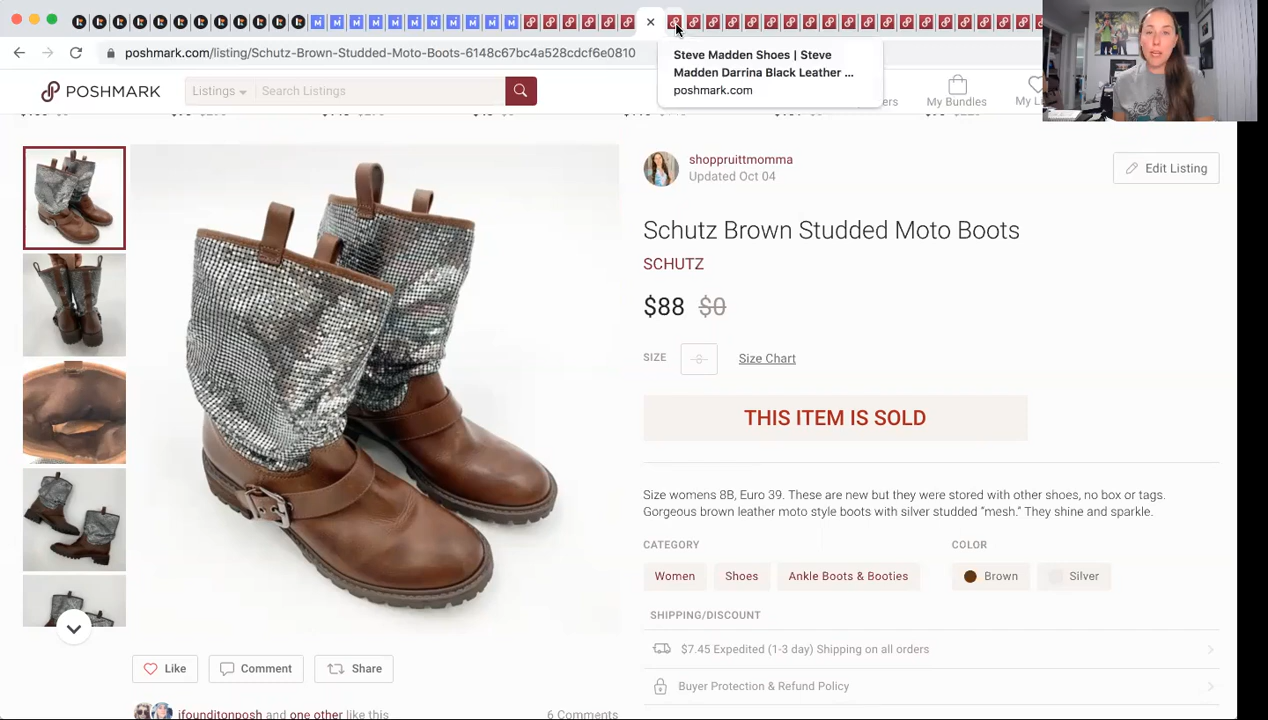 Steve Madden Shoes | Steve
Madden Darrina Black Leather ...
poshmark.com
poshmark.com/listing/Schutz-Brown-Studded-Moto-Boots-6148c67bc4a528cdcf6e0810
POSHMARK
Listings
Search Listings
My Bundles
shoppruittmomma
Updated Oct 04
Edit Listing
Schutz Brown Studded Moto Boots
SCHUTZ
$88 $0
SIZE 8 Size Chart
THIS ITEM IS SOLD
Size womens 8B, Euro 39. These are new but they were stored with other shoes, no box or tags.
Gorgeous brown leather moto style boots with silver studded “mesh.” They shine and sparkle.
CATEGORY
COLOR
Women Shoes Ankle Boots & Booties
Brown Silver
SHIPPING/DISCOUNT
$7.45 Expedited (1-3 day) Shipping on all orders
Buyer Protection & Refund Policy
Like Comment Share
ifounditonposh and one other like this
6 Comments